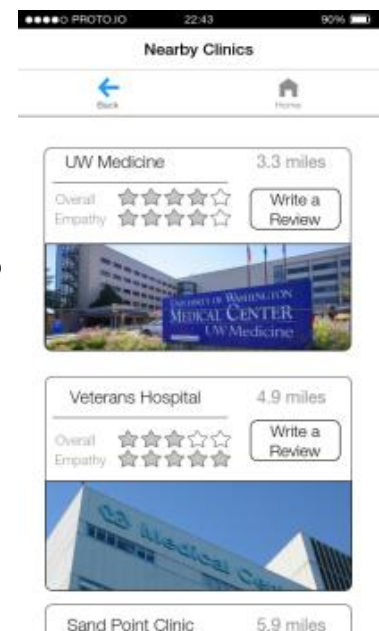 PROTO.IO 22:43 90%
Nearby Clinics
Back Home
UW Medicine 3.3 miles
Overall
Empathy
Write a
Review
UNIVERSITY OF WASHINGTON
MEDICAL CENTER
UW Medicine
Veterans Hospital 4.9 miles
Overall
Empathy
Write a
Review
Medical Cen
Sand Point Clinic 5.9 miles